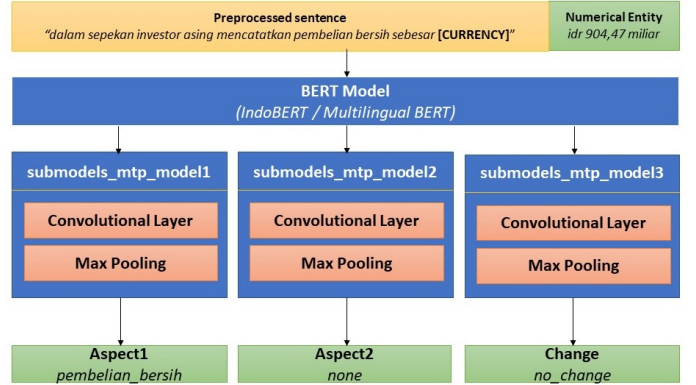 Preprocessed sentence
“dalam sepekan investor asing mencatatkan pembelian bersih sebesar [CURRENCY]”
Numerical Entity
idr 904,47 miliar
BERT Model
(IndoBERT / Multilingual BERT)
submodels_mtp_model1
Convolutional Layer
Max Pooling
submodels_mtp_model2
Convolutional Layer
Max Pooling
submodels_mtp_model3
Convolutional Layer
Max Pooling
Aspect1
pembelian_bersih
Aspect2
none
Change
no_change